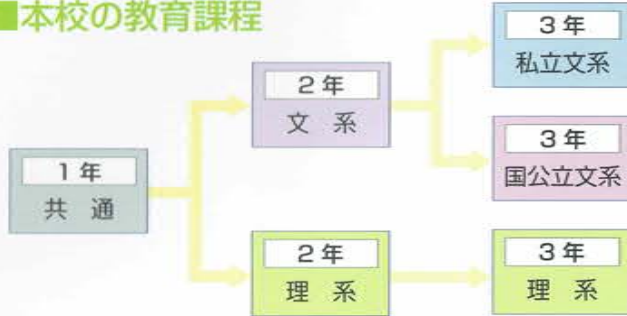 ■本校の教育課程
1年
共通
2年
文系
2年
理系
3年
私立文系
3年
国公立文系
3年
理系